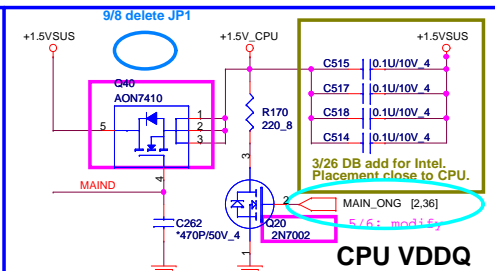 9/8 delete JP1
+1.5VSUS
+1.5V_CPU
+1.5VSUS
Q40
AON7410
5
1
2
3
4
R170
220_8
C515
0.1U/10V_4
C517
0.1U/10V_4
C518
0.1U/10V_4
C514
0.1U/10V_4
3/26 DB add for Intel.
Placement close to CPU.
MAIND
3
2
1
MAIN_ONG [2,36]
5/6: modify
C262
*470P/50V_4
Q20
2N7002
CPU VDDQ